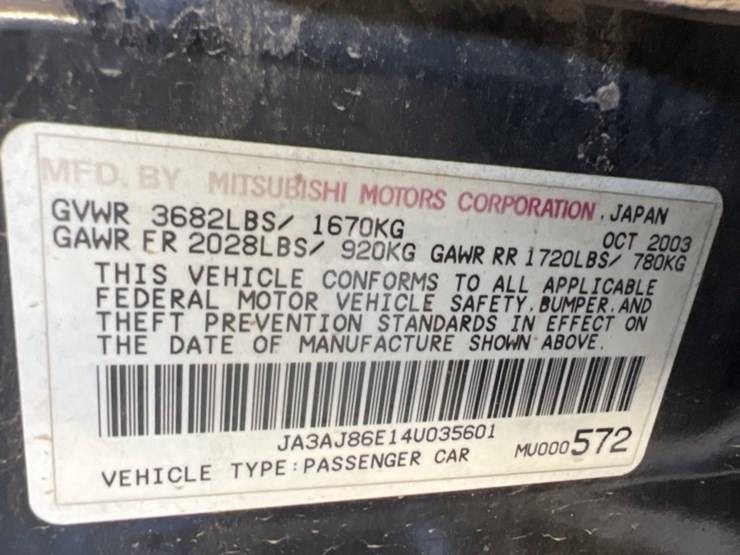 MFD. BY MITSUBISHI MOTORS CORPORATION, JAPAN
GVWR 3682LBS/ 1670KG OCT 2003
GAWR FR 2028LBS/ 920KG GAWR RR 1720LBS/ 780KG
THIS VEHICLE CONFORMS TO ALL APPLICABLE
FEDERAL MOTOR VEHICLE SAFETY, BUMPER, AND
THEFT PREVENTION STANDARDS IN EFFECT ON
THE DATE OF MANUFACTURE SHOWN ABOVE.
JA3AJ86E14U035601
VEHICLE TYPE:PASSENGER CAR MU000572